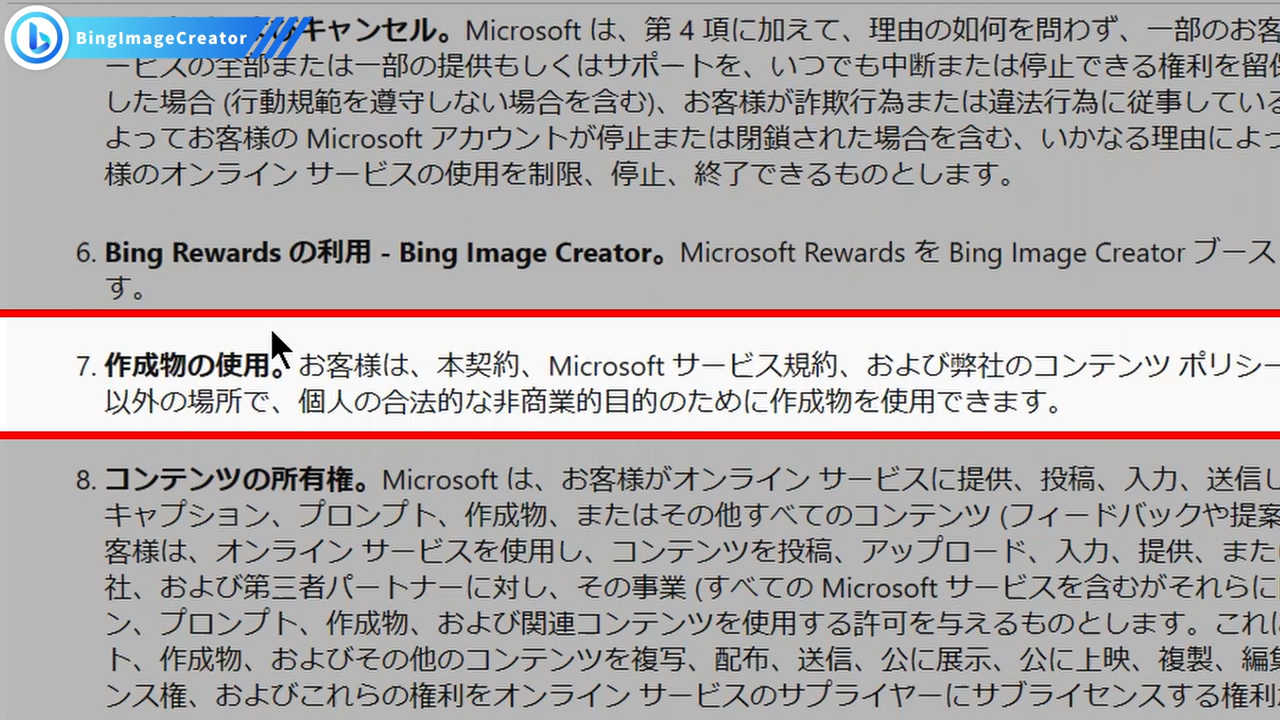 BingImageCreator
キャンセル。Microsoft は、第 4 項に加えて、理由の如何を問わず、一部のお客
ービスの全部または一部の提供もしくはサポートを、いつでも中断または停止できる権利を留保
した場合 (行動規範を遵守しない場合を含む)、お客様が詐欺行為または違法行為に従事している
よってお客様の Microsoft アカウントが停止または閉鎖された場合を含む、いかなる理由によっ
様のオンライン サービスの使用を制限、停止、終了できるものとします。
6. Bing Rewards の利用 - Bing Image Creator。Microsoft Rewards を Bing Image Creator ブース
す。
7. 作成物の使用。お客様は、本契約、Microsoft サービス規約、および弊社のコンテンツ ポリシー
以外の場所で、個人の合法的な非商業的目的のために作成物を使用できます。
8. コンテンツの所有権。Microsoft は、お客様がオンライン サービスに提供、投稿、入力、送信し
キャプション、プロンプト、作成物、またはその他すべてのコンテンツ (フィードバックや提案
客様は、オンライン サービスを使用し、コンテンツを投稿、アップロード、入力、提供、また
社、および第三者パートナーに対し、その事業 (すべての Microsoft サービスを含むがそれらに
ン、プロンプト、作成物、および関連コンテンツを使用する許可を与えるものとします。これに
ト、作成物、およびその他のコンテンツを複写、配布、送信、公に展示、公に上映、複製、編集
ンス権、およびこれらの権利をオンライン サービスのサプライヤーにサブライセンスする権利